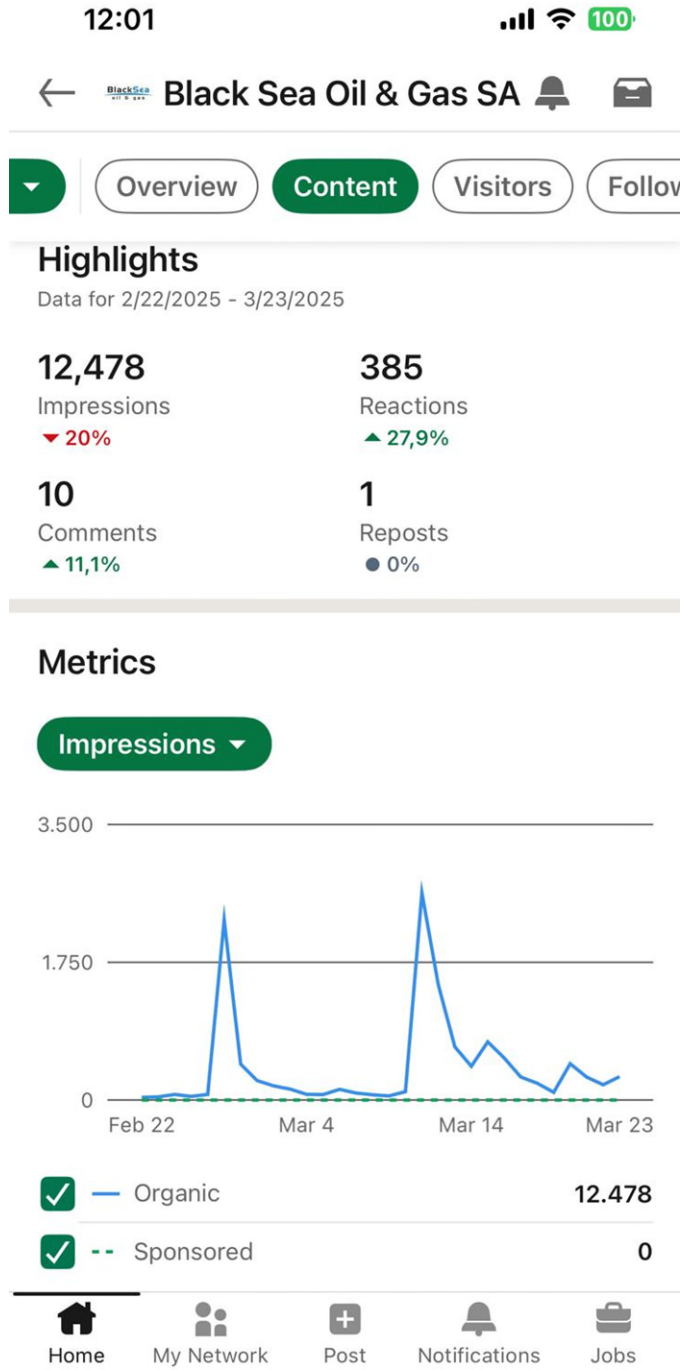 12:01
100
BlackSea
oil & gas
Black Sea Oil & Gas SA
Overview
Content
Visitors
Follow
Highlights
Data for 2/22/2025 - 3/23/2025
12,478
385
Impressions
Reactions
20%
27,9%
10
1
Comments
Reposts
11,1%
0%
Metrics
Impressions
3.500
1.750
0
Feb 22
Mar 4
Mar 14
Mar 23
Organic
12.478
Sponsored
0
Home
My Network
Post
Notifications
Jobs